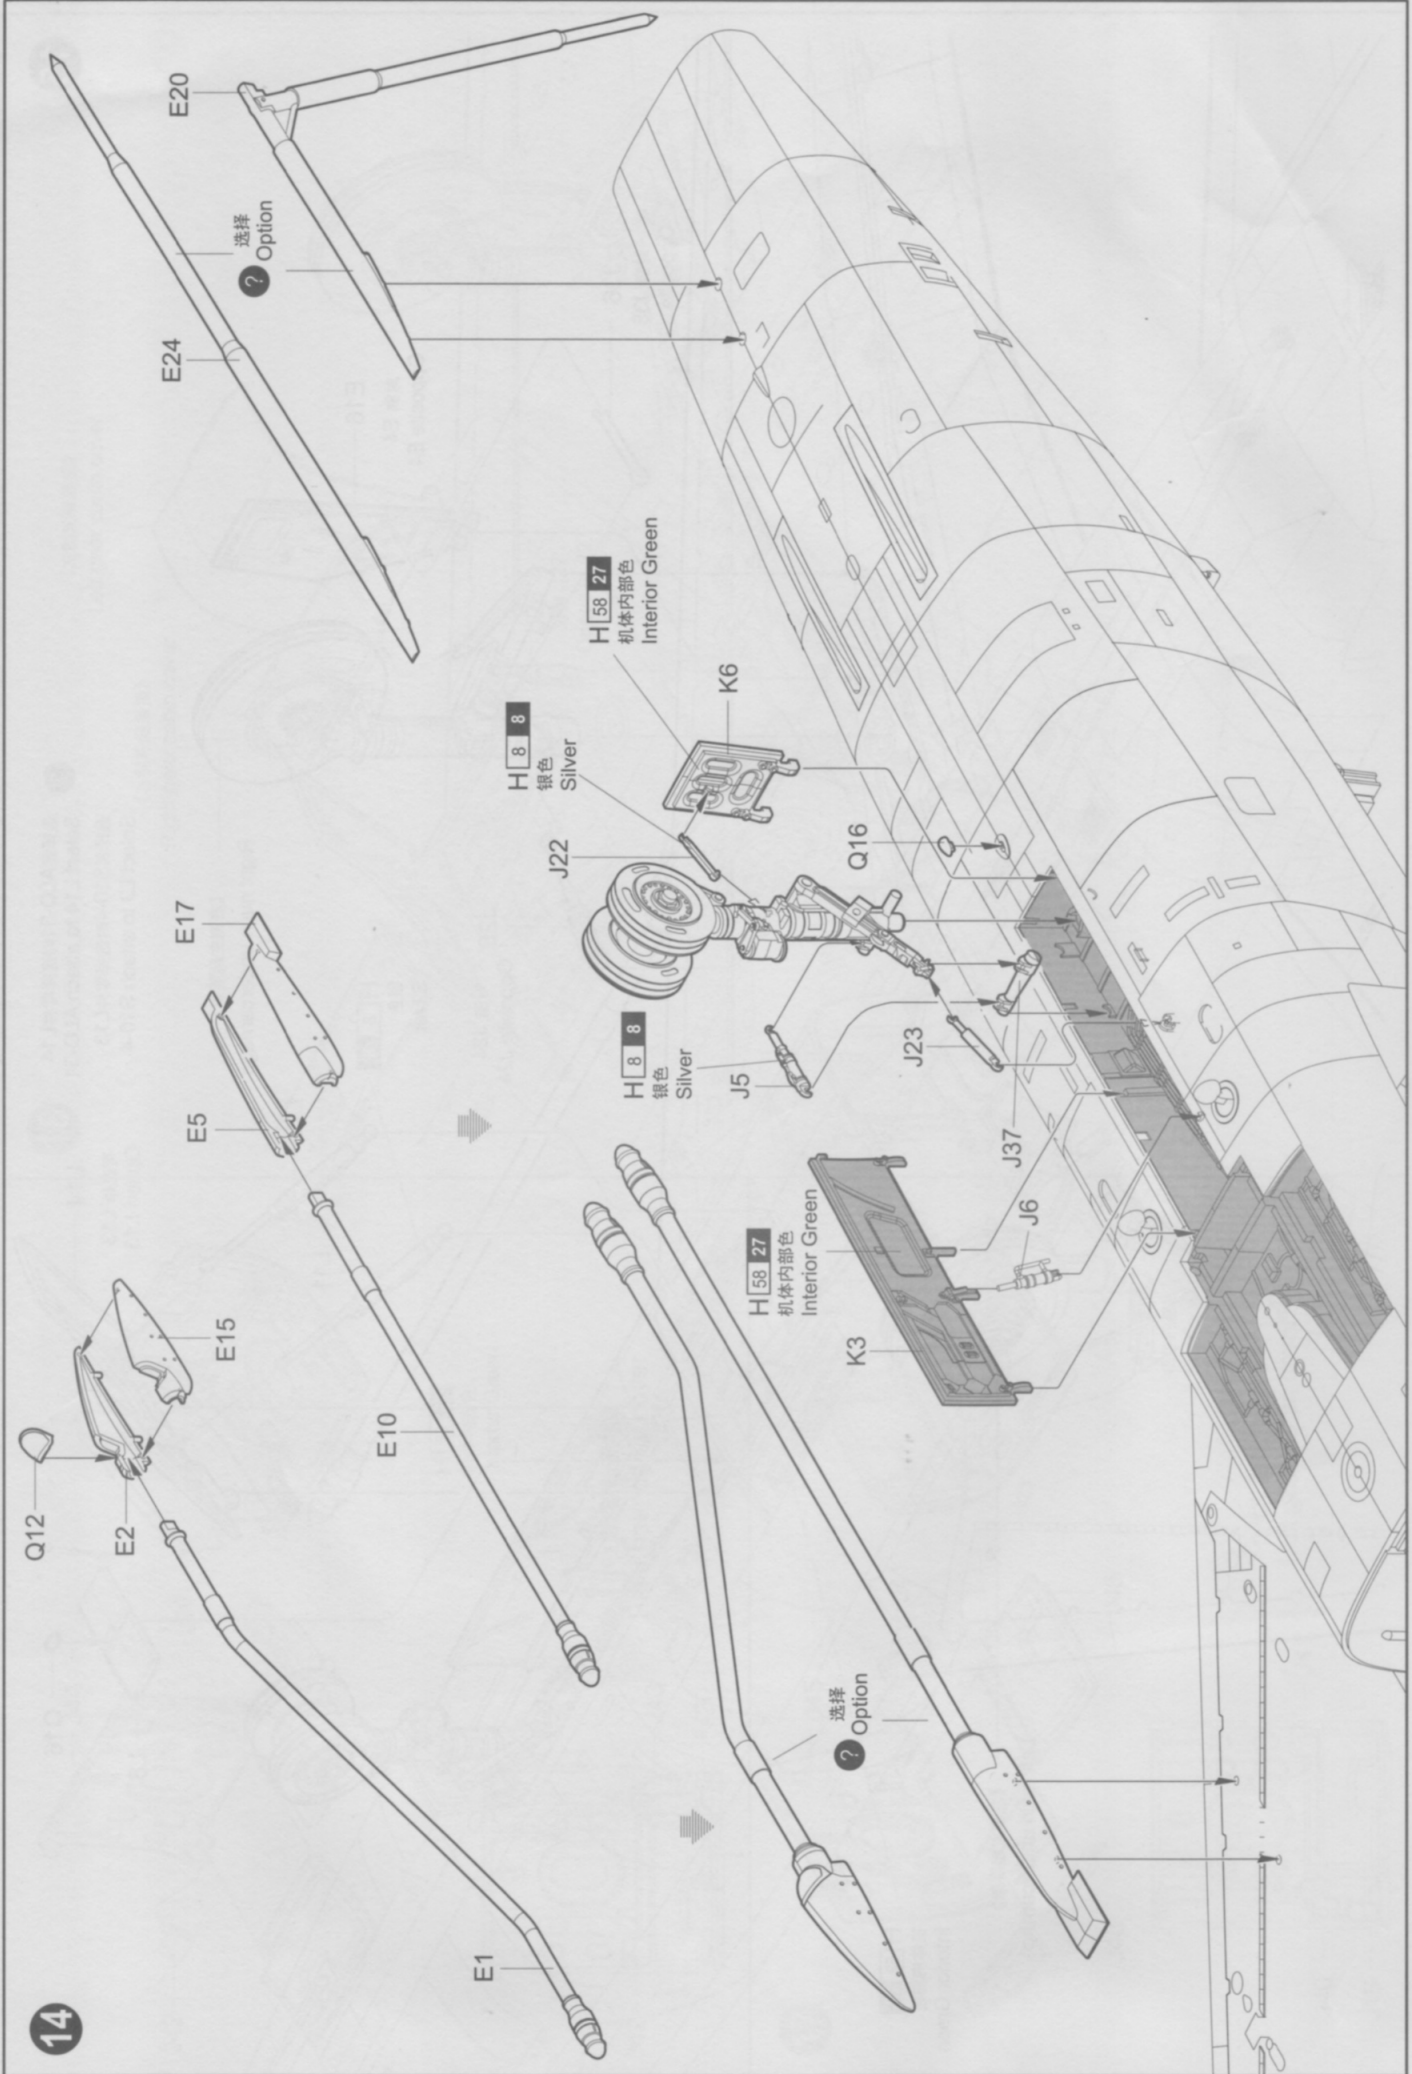 14
Q12
E2
E15
E1
E10
E5
E17
E24
E20
选择
? Option
H 8 8
银色
Silver
J22
H 58 27
机体内部色
Interior Green
K6
H 8 8
银色
Silver
J5
Q16
J23
J37
J6
H 58 27
机体内部色
Interior Green
K3
选择
? Option